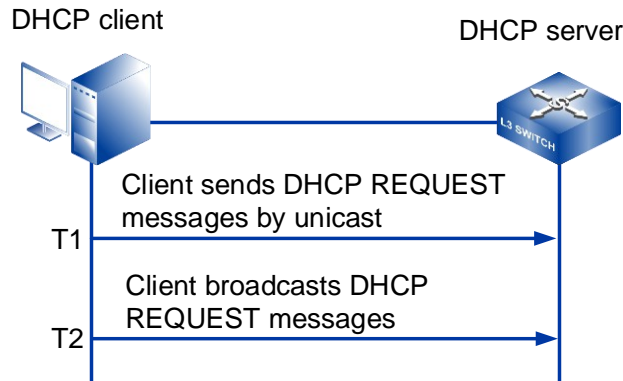 DHCP client
DHCP server
L3 SWITCH
Client sends DHCP REQUEST
messages by unicast
T1
Client broadcasts DHCP
REQUEST messages
T2